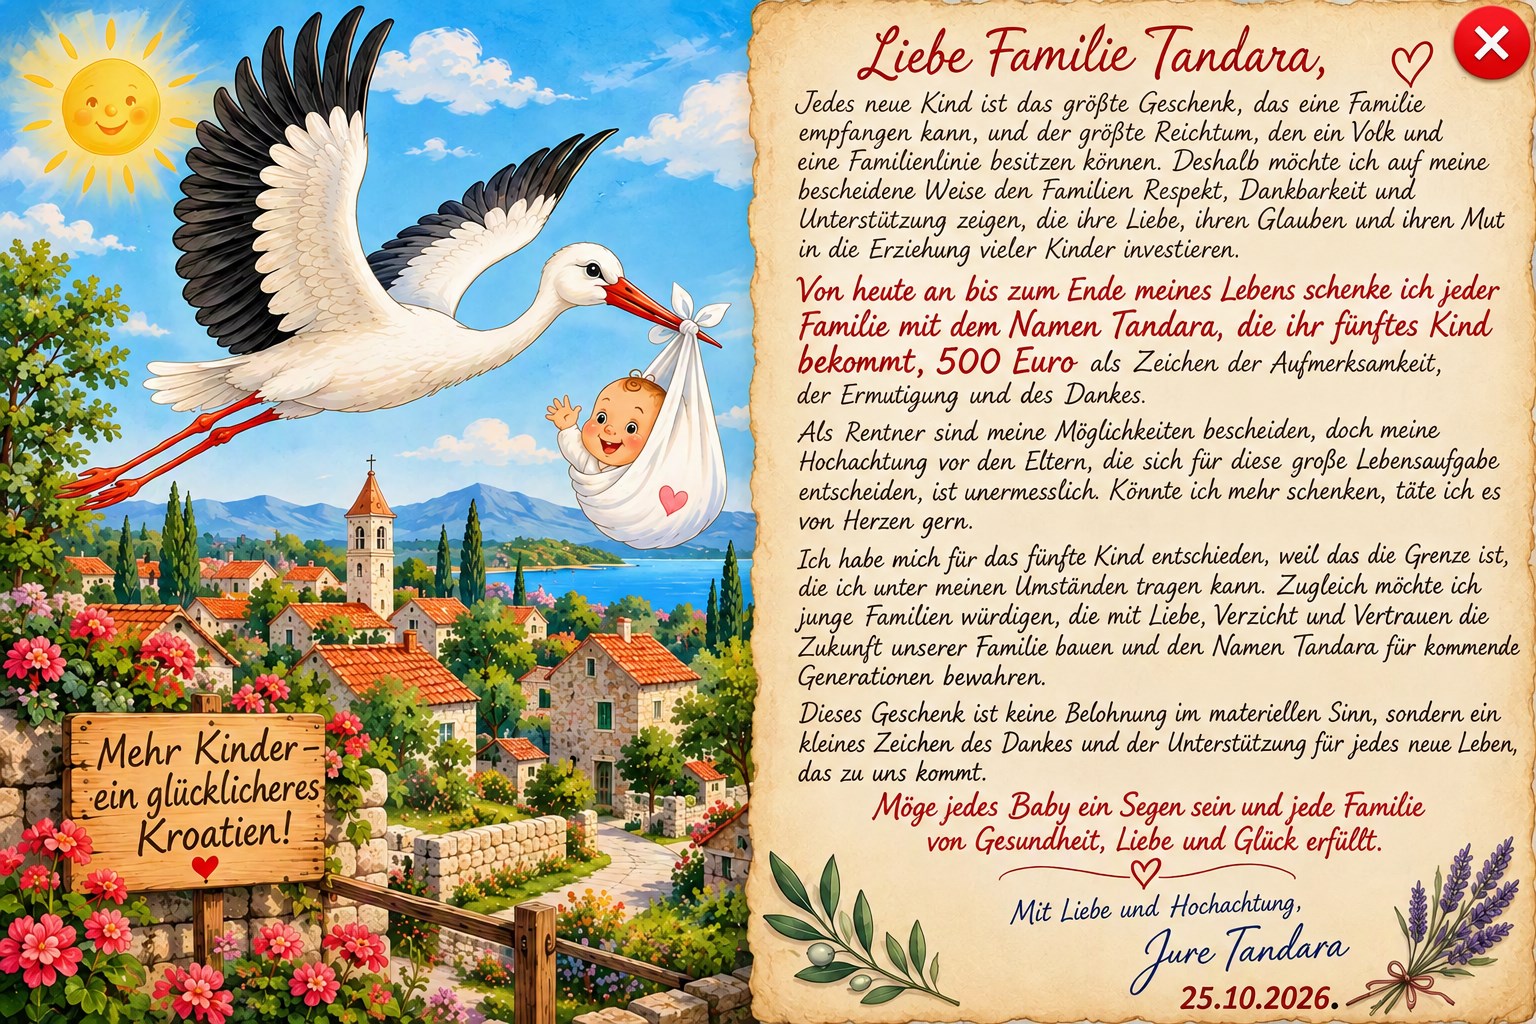 Mehr Kinder –
ein glücklicheres
Kroatien!
Liebe Familie Tandara,
Jedes neue Kind ist das größte Geschenk, das eine Familie
empfangen kann, und der größte Reichtum, den ein Volk und
eine Familienlinie besitzen können. Deshalb möchte ich auf meine
bescheidene Weise den Familien Respekt, Dankbarkeit und
Unterstützung zeigen, die ihre Liebe, ihren Glauben und ihren Mut
in die Erziehung vieler Kinder investieren.
Von heute an bis zum Ende meines Lebens schenke ich jeder
Familie mit dem Namen Tandara, die ihr fünftes Kind
bekommt, 500 Euro als Zeichen der Aufmerksamkeit,
der Ermutigung und des Dankes.
Als Rentner sind meine Möglichkeiten bescheiden, doch meine
Hochachtung vor den Eltern, die sich für diese große Lebensaufgabe
entscheiden, ist unermesslich. Könnte ich mehr schenken, täte ich es
von Herzen gern.
Ich habe mich für das fünfte Kind entschieden, weil das die Grenze ist,
die ich unter meinen Umständen tragen kann. Zugleich möchte ich
junge Familien würdigen, die mit Liebe, Verzicht und Vertrauen die
Zukunft unserer Familie bauen und den Namen Tandara für kommende
Generationen bewahren.
Dieses Geschenk ist keine Belohnung im materiellen Sinn, sondern ein
kleines Zeichen des Dankes und der Unterstützung für jedes neue Leben,
das zu uns kommt.
Möge jedes Baby ein Segen sein und jede Familie
von Gesundheit, Liebe und Glück erfüllt.
Mit Liebe und Hochachtung,
Jure Tandara
25.10.2026.